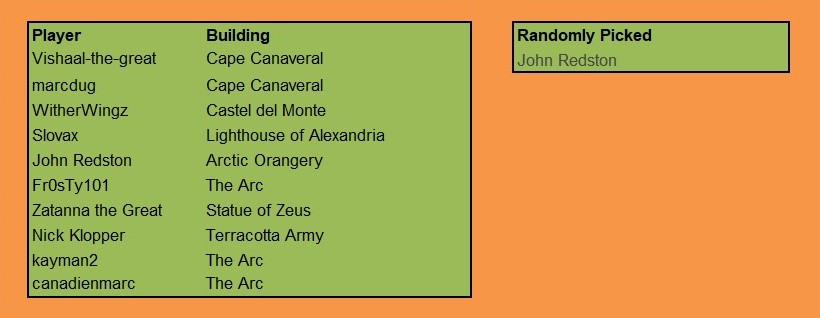 Player Building
Vishaal-the-great Cape Canaveral
marcdug Cape Canaveral
WitherWingz Castel del Monte
Slovax Lighthouse of Alexandria
John Redston Arctic Orangery
Fr0sTy101 The Arc
Zatanna the Great Statue of Zeus
Nick Klopper Terracotta Army
kayman2 The Arc
canadienmarc The Arc
Randomly Picked
John Redston